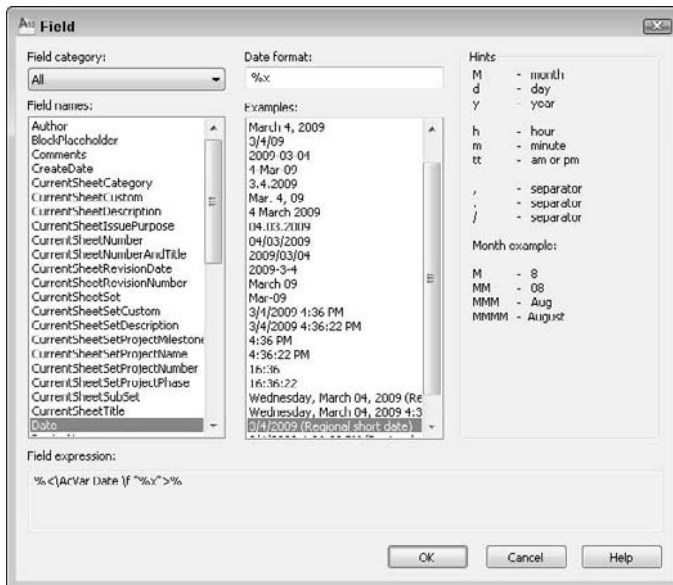 Field
Field category:
All
Field names:
Author
BlockPlaceholder
Comments
CreateDate
CurrentSheetCategory
CurrentSheetCustom
CurrentSheetDescription
CurrentSheetIssuePurpose
CurrentSheetNumber
CurrentSheetNumberAndTitle
CurrentSheetRevisionDate
CurrentSheetRevisionNumber
CurrentSheetSet
CurrentSheetSetCustom
CurrentSheetSetDescription
CurrentSheetSetProjectMilestone
CurrentSheetSetProjectName
CurrentSheetSetProjectNumber
CurrentSheetSetProjectPhase
CurrentSheetSubSet
CurrentSheetTitle
Date
Date format:
%x
Examples:
March 4, 2009
3/4/09
2009-03-04
4-Mar-09
3.4.2009
Mar. 4, 09
4 March 2009
04.03.2009
04/03/2009
2009/03/04
2009-3-4
March 09
Mar-09
3/4/2009 4:36 PM
3/4/2009 4:36:22 PM
4:36 PM
4:36:22 PM
16:36
16:36:22
Wednesday, March 04, 2009 (Re
Wednesday, March 04, 2009 4:3
3/4/2009 (Regional short date)
Hints
M - month
d - day
y - year
h - hour
m - minute
tt - am or pm
, - separator
. - separator
/ - separator
Month example:
M - 8
MM - 08
MMM - Aug
MMMM - August
Field expression:
%<\AcVar Date \f "%x">%
OK
Cancel
Help